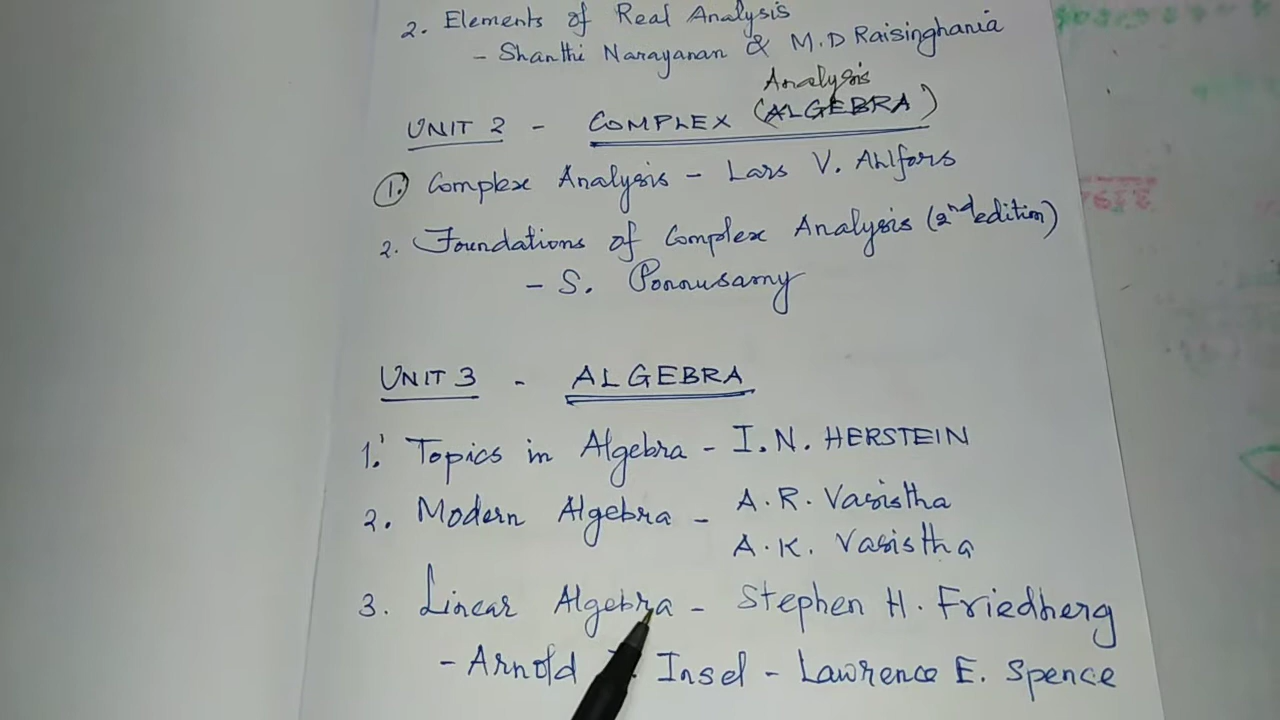 2. Elements of Real Analysis
- Shanthi Narayanan & M.D Raisinghania
Analysis
UNIT 2 - COMPLEX (ALGEBRA)
1. Complex Analysis - Lars V. Ahlfors
2. Foundations of Complex Analysis (2nd edition)
- S. Ponnusamy
UNIT 3 - ALGEBRA
1. Topics in Algebra - I.N. HERSTEIN
2. Modern Algebra - A.R. Vasistha
A.K. Vasistha
3. Linear Algebra - Stephen H. Friedberg
- Arnold Insel - Lawrence E. Spence